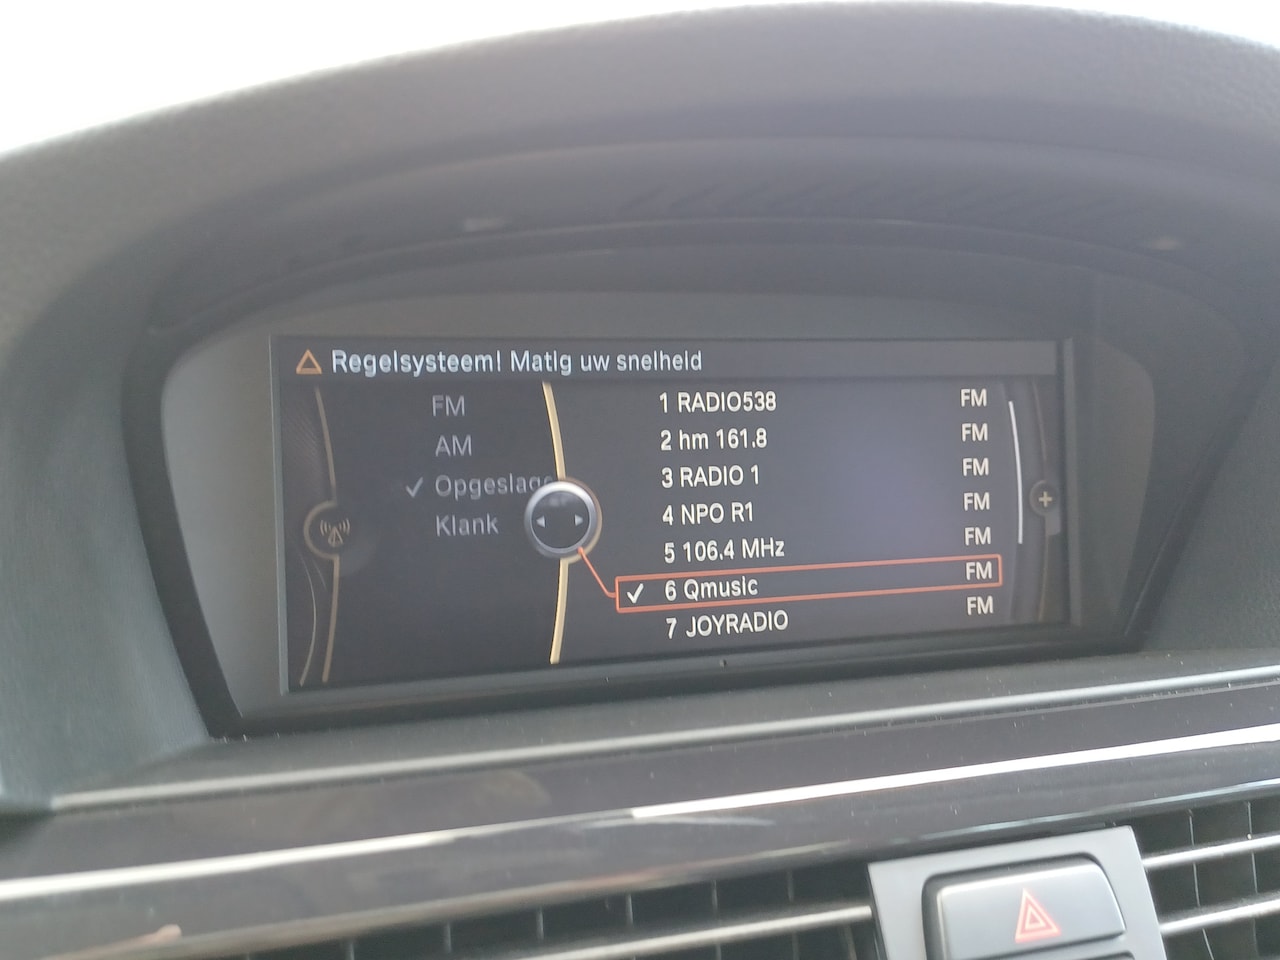 Regelsysteem! Matig uw snelheid
FM
AM
✓ Opgeslage
Klank
1 RADIO538 FM
2 hm 161.8 FM
3 RADIO 1 FM
4 NPO R1 FM
5 106.4 MHz FM
✓ 6 Qmusic FM
7 JOYRADIO FM
+